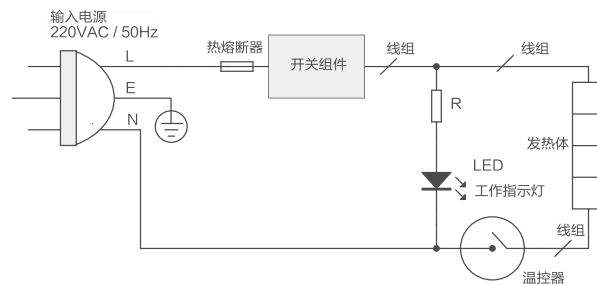 输入电源
220VAC / 50Hz
L
热熔断器
开关组件
线组
线组
E
R
N
发热体
LED
工作指示灯
线组
温控器